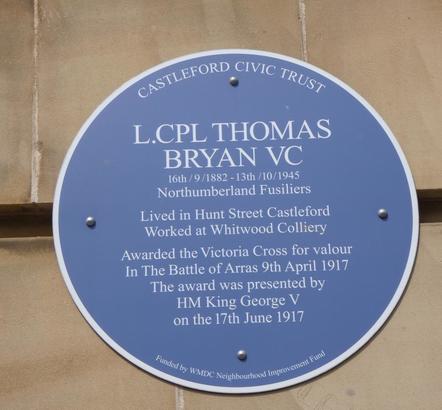 CASTLEFORD CIVIC TRUST
L.CPL THOMAS
BRYAN VC
16th / 9 /1882 - 13th /10/1945
Northumberland Fusiliers
Lived in Hunt Street Castleford
Worked at Whitwood Colliery
Awarded the Victoria Cross for valour
In The Battle of Arras 9th April 1917
The award was presented by
HM King George V
on the 17th June 1917
Funded by WMDC Neighbourhood Improvement Fund